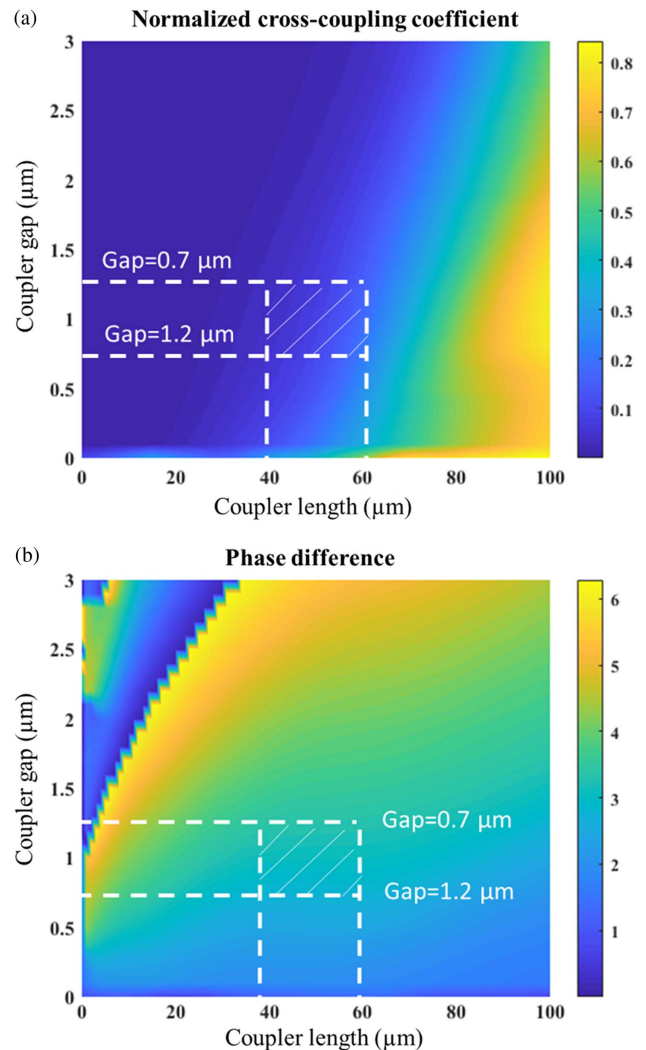 (a)
Normalized cross-coupling coefficient
3
2.5
2
1.5
1
0.5
0
Coupler gap (µm)
Gap=0.7 µm
Gap=1.2 µm
0.8
0.7
0.6
0.5
0.4
0.3
0.2
0.1
0 20 40 60 80 100
Coupler length (µm)
(b)
Phase difference
3
2.5
2
1.5
1
0.5
0
Coupler gap (µm)
Gap=0.7 µm
Gap=1.2 µm
6
5
4
3
2
1
0 20 40 60 80 100
Coupler length (µm)